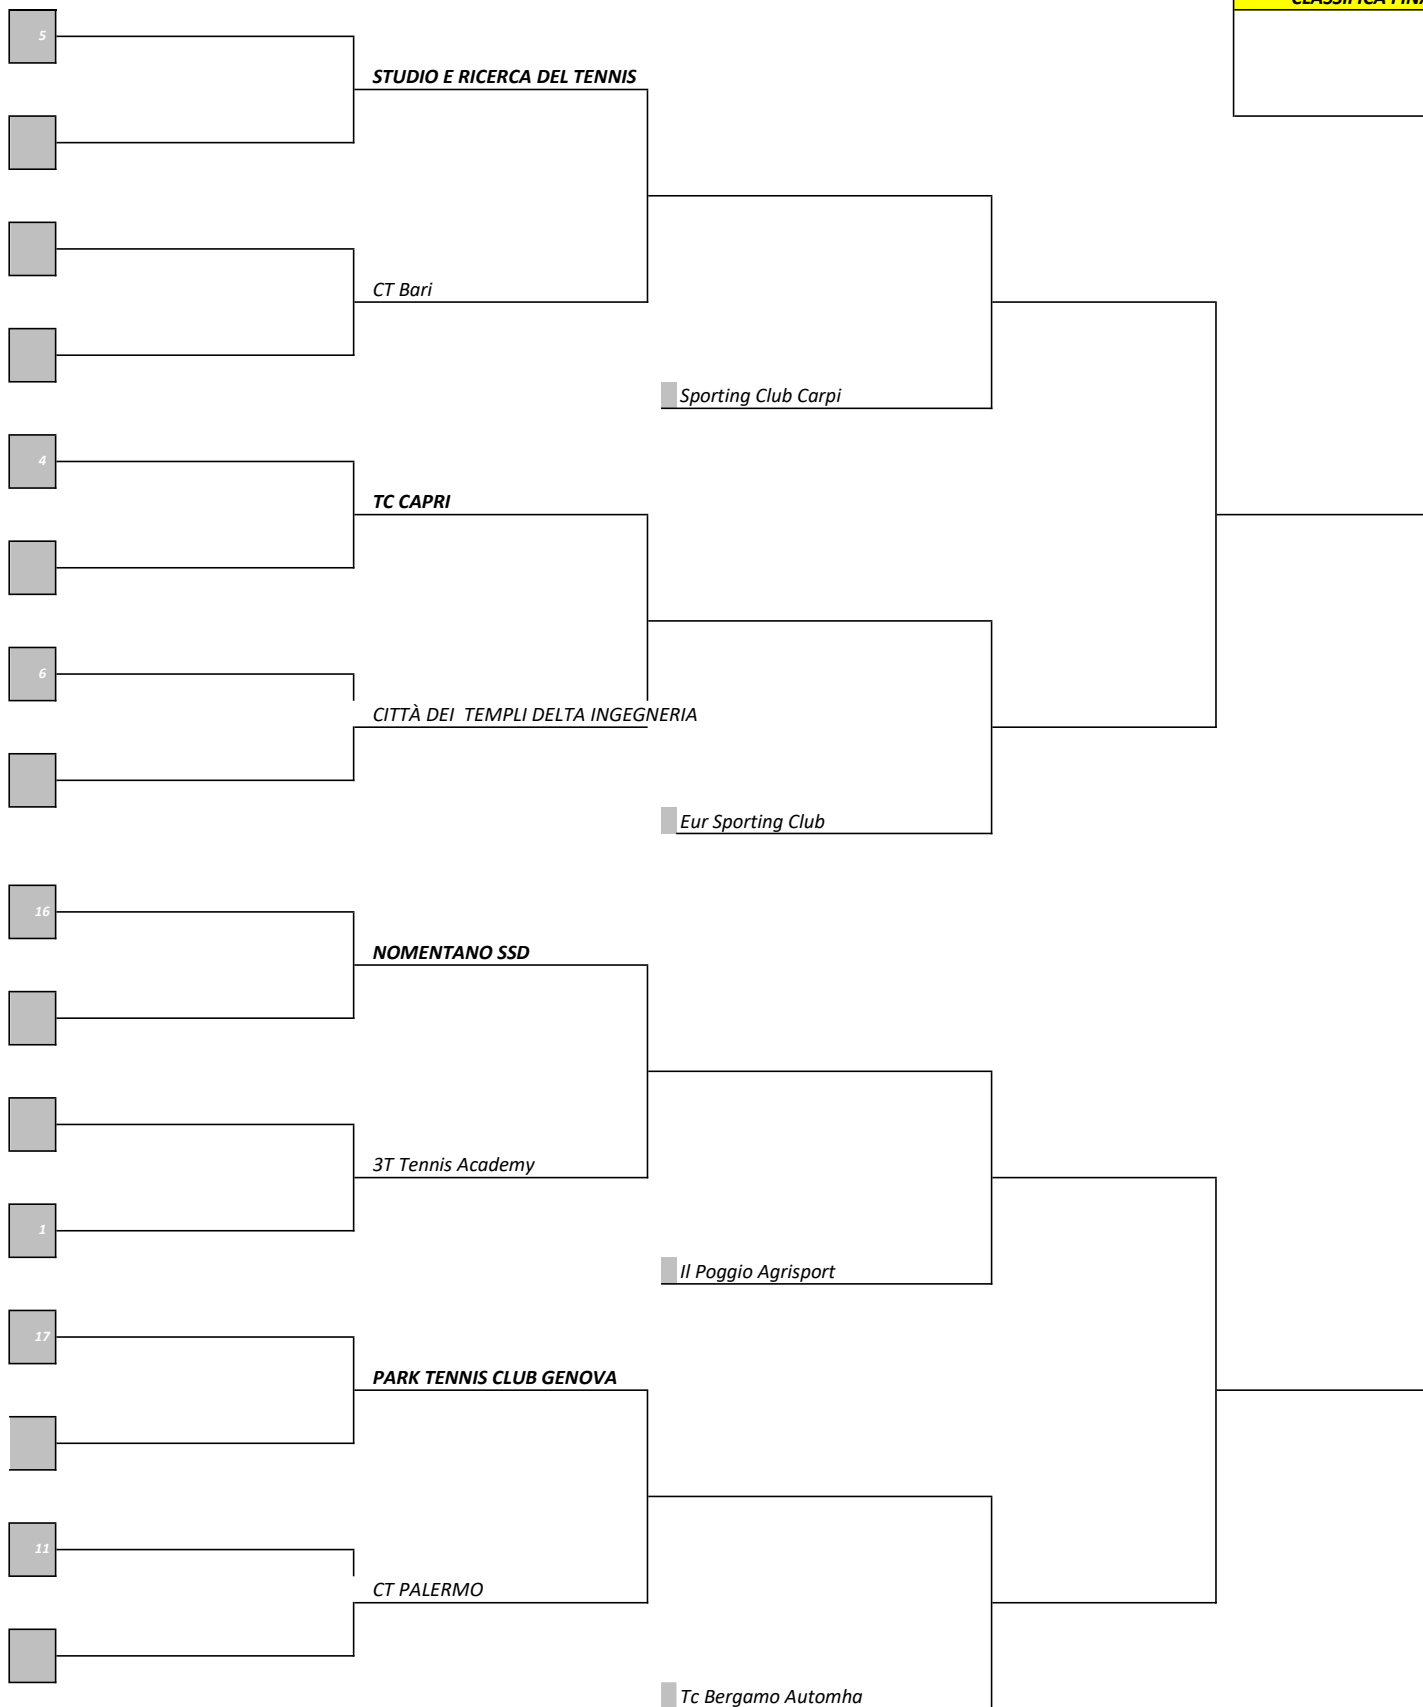 CLASSIFICA FINA
5
STUDIO E RICERCA DEL TENNIS
CT Bari
Sporting Club Carpi
4
TC CAPRI
6
CITTÀ DEI  TEMPLI DELTA INGEGNERIA
Eur Sporting Club
16
NOMENTANO SSD
3T Tennis Academy
1
Il Poggio Agrisport
17
PARK TENNIS CLUB GENOVA
11
CT PALERMO
Tc Bergamo Automha